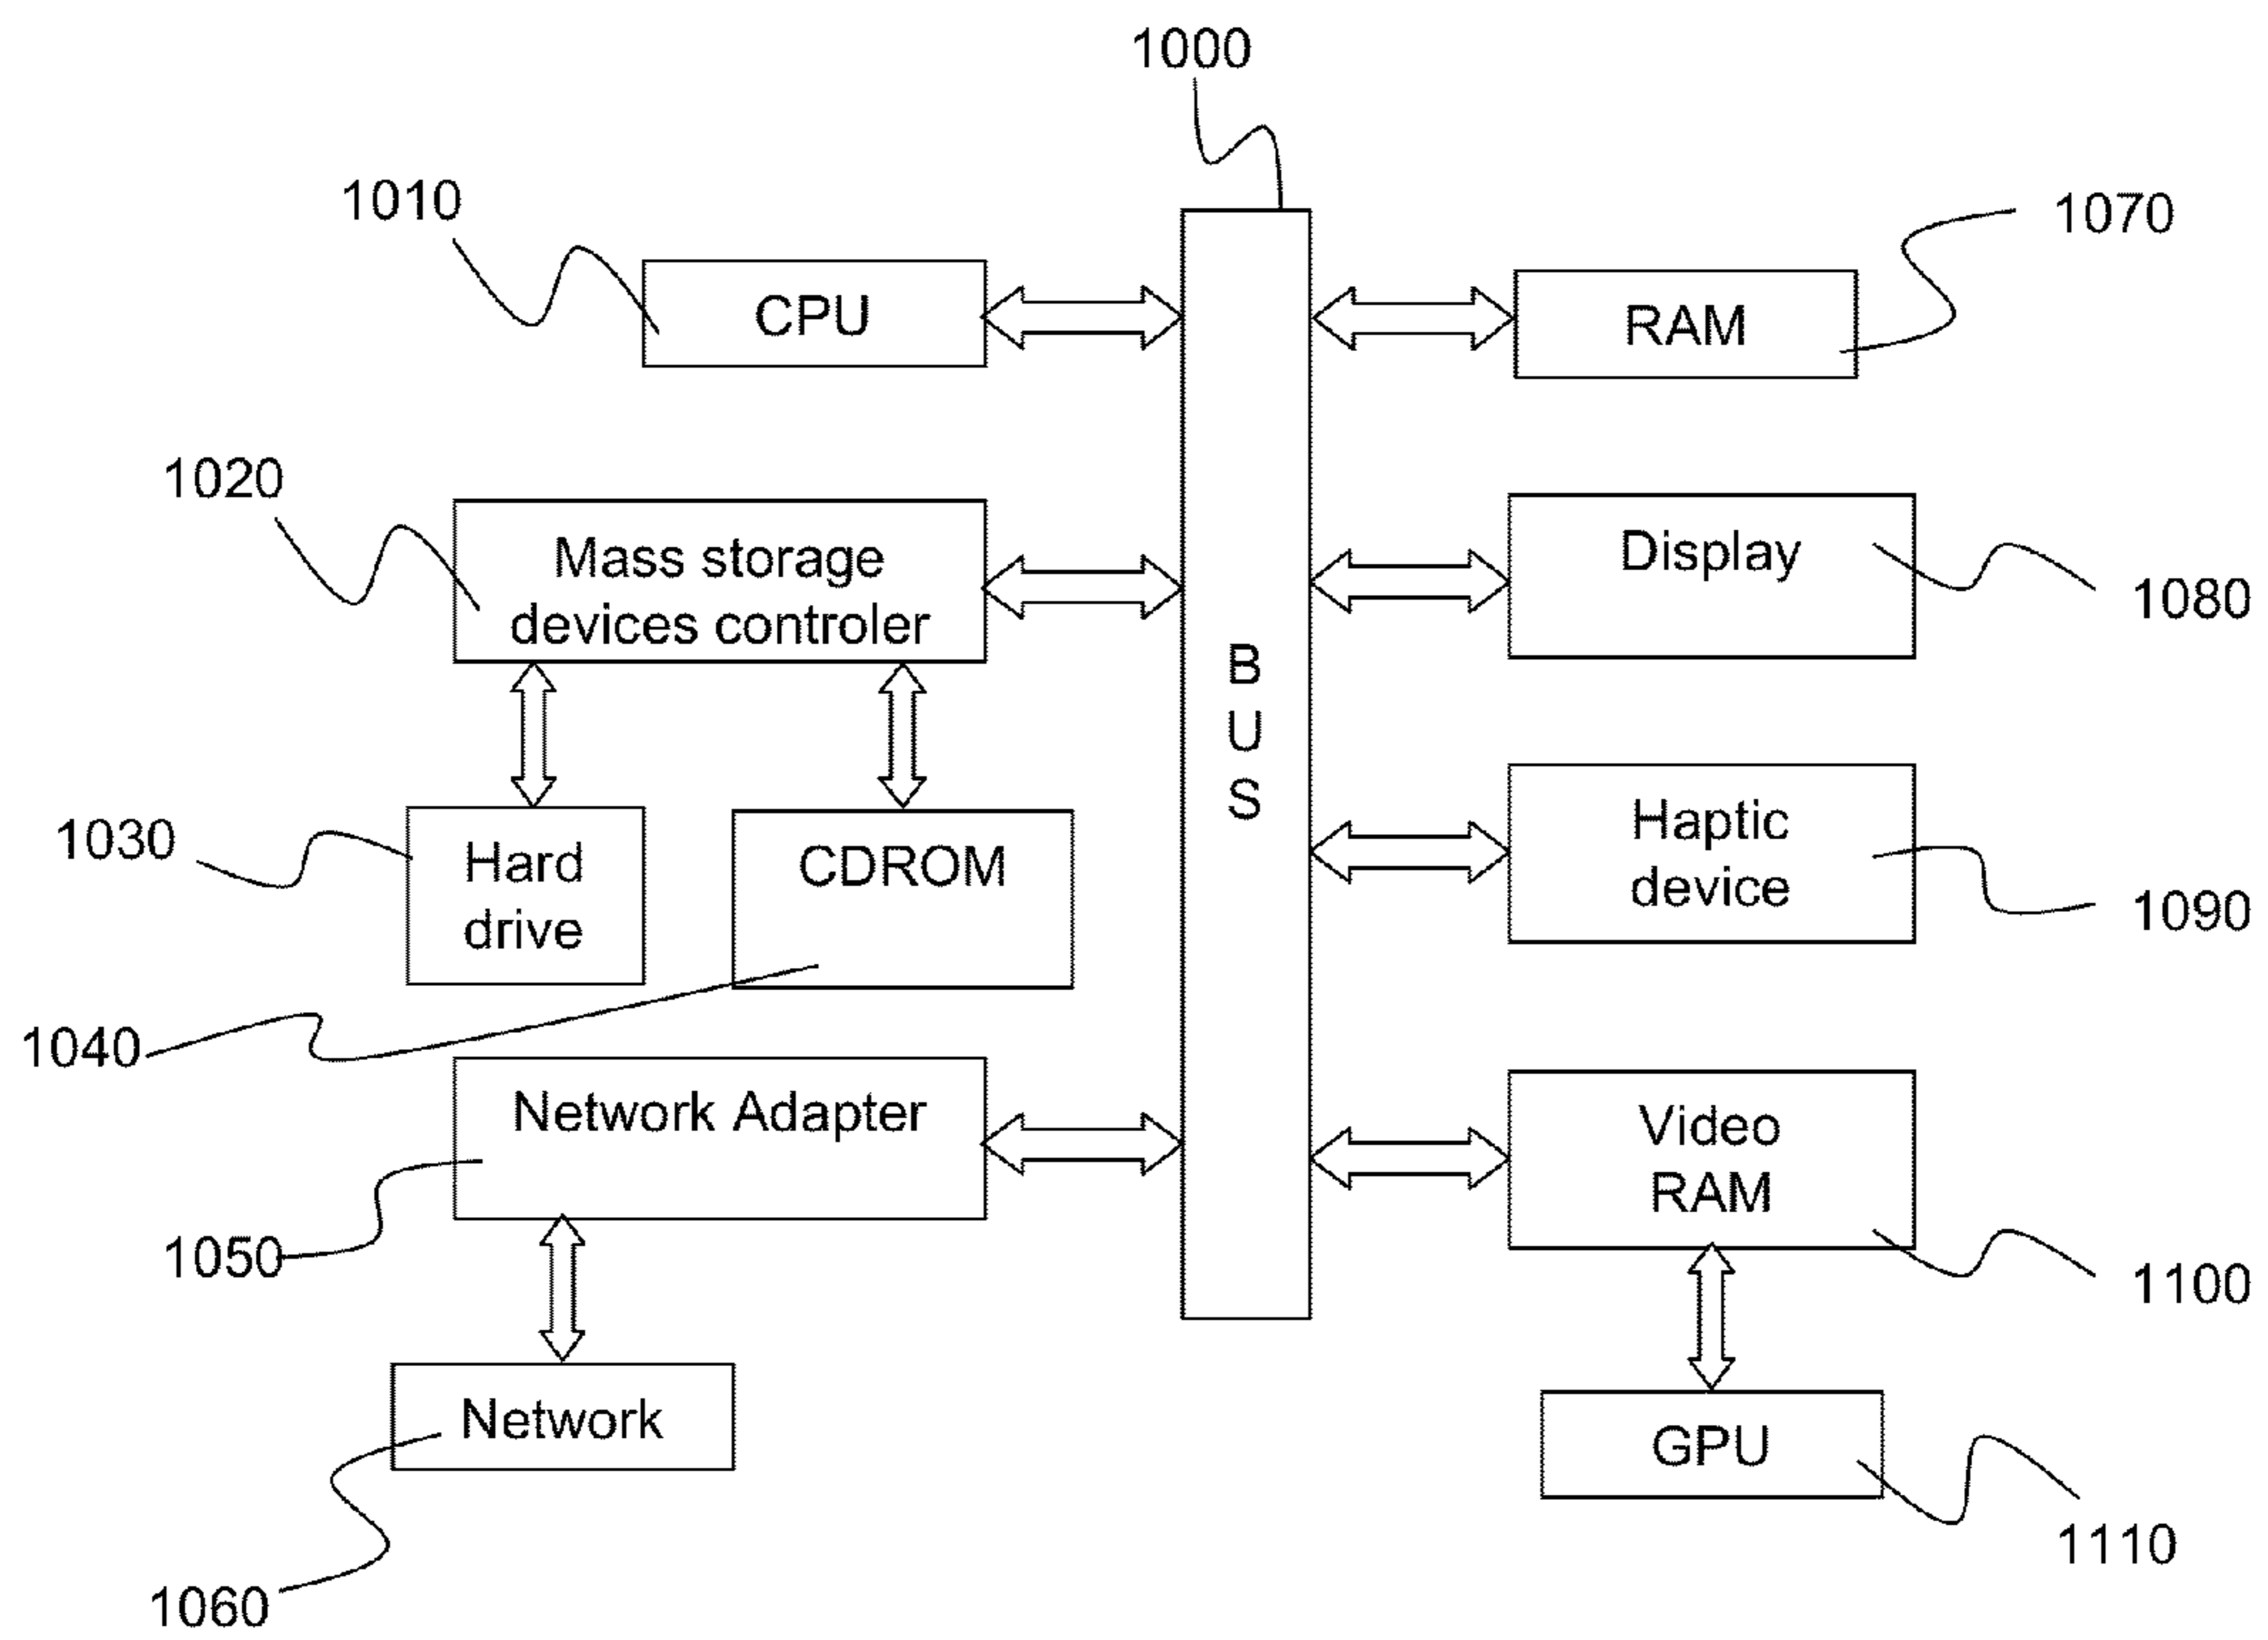 1000
1010
CPU
RAM
1070
1020
Mass storage
devices controler
Display
1080
B
U
S
1030
Hard
drive
CDROM
Haptic
device
1090
1040
Network Adapter
1050
Video
RAM
1100
Network
1060
GPU
1110